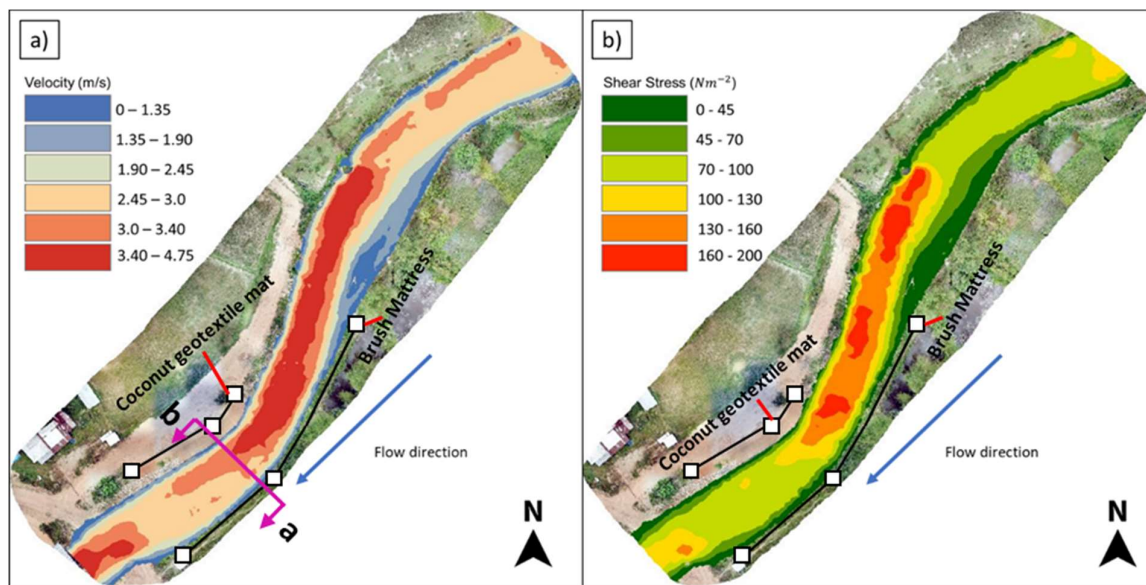 a)
Velocity (m/s)
0 – 1.35
1.35 – 1.90
1.90 – 2.45
2.45 – 3.0
3.0 – 3.40
3.40 – 4.75
Coconut geotextile mat
Brush Mattress
b
a
Flow direction
N
b)
Shear Stress (Nm⁻²)
0 - 45
45 - 70
70 - 100
100 - 130
130 - 160
160 - 200
Coconut geotextile mat
Brush Mattress
Flow direction
N